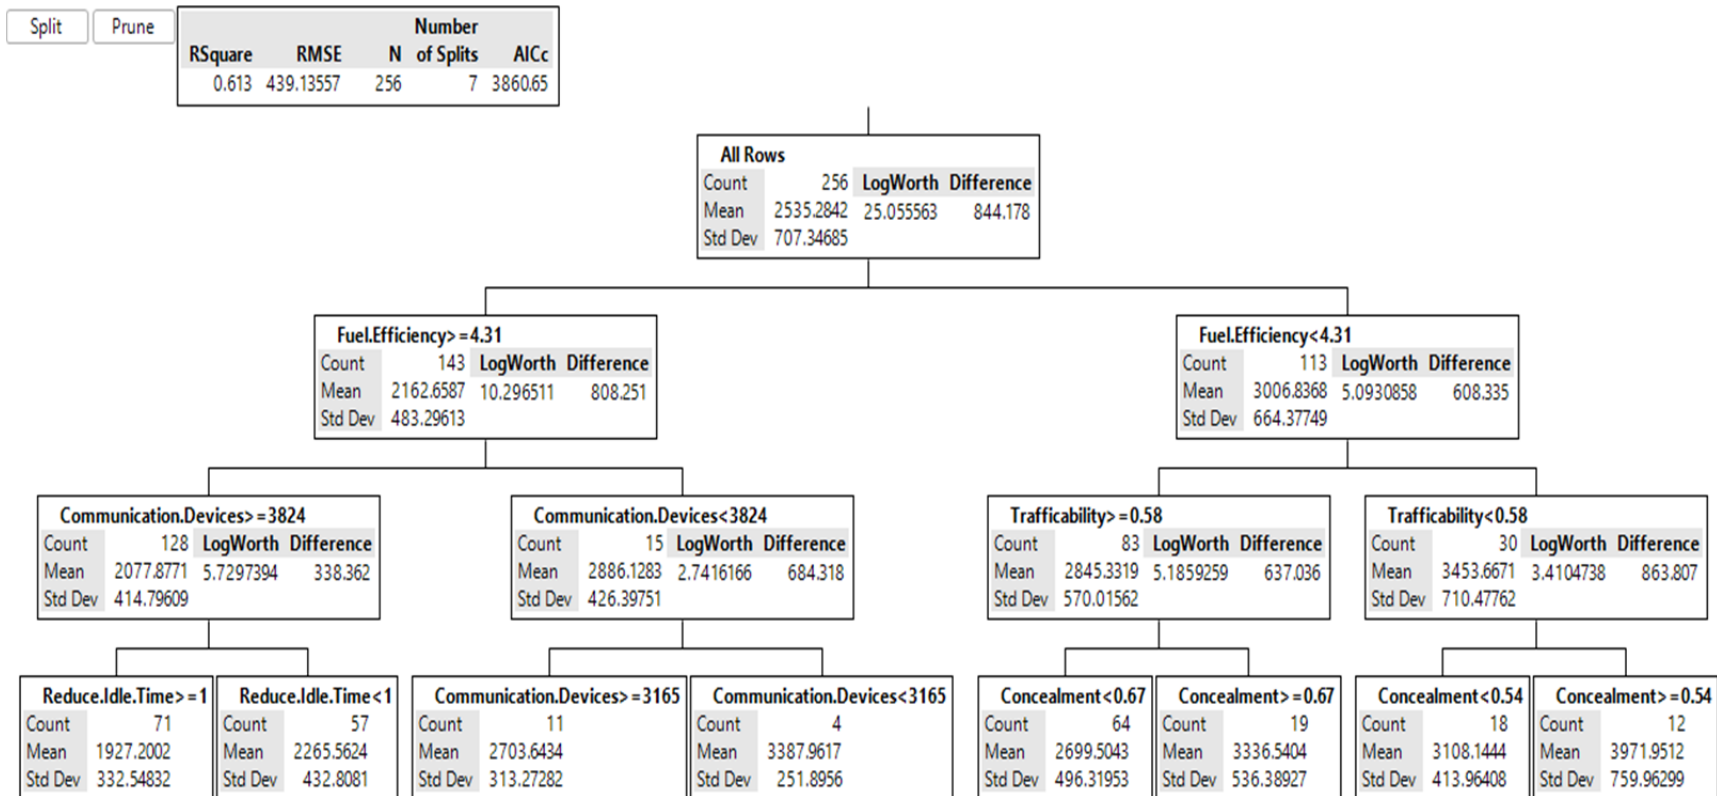 Split Prune
Number
RSquare RMSE N of Splits AICc
0.613 439.13557 256 7 3860.65
All Rows
Count 256 LogWorth Difference
Mean 2535.2842 25.055563 844.178
Std Dev 707.34685
Fuel.Efficiency>=4.31
Count 143 LogWorth Difference
Mean 2162.6587 10.296511 808.251
Std Dev 483.29613
Fuel.Efficiency<4.31
Count 113 LogWorth Difference
Mean 3006.8368 5.0930858 608.335
Std Dev 664.37749
Communication.Devices>=3824
Count 128 LogWorth Difference
Mean 2077.8771 5.7297394 338.362
Std Dev 414.79609
Communication.Devices<3824
Count 15 LogWorth Difference
Mean 2886.1283 2.7416166 684.318
Std Dev 426.39751
Trafficability>=0.58
Count 83 LogWorth Difference
Mean 2845.3319 5.1859259 637.036
Std Dev 570.01562
Trafficability<0.58
Count 30 LogWorth Difference
Mean 3453.6671 3.4104738 863.807
Std Dev 710.47762
Reduce.Idle.Time>=1
Count 71
Mean 1927.2002
Std Dev 332.54832
Reduce.Idle.Time<1
Count 57
Mean 2265.5624
Std Dev 432.8081
Communication.Devices>=3165
Count 11
Mean 2703.6434
Std Dev 313.27282
Communication.Devices<3165
Count 4
Mean 3387.9617
Std Dev 251.8956
Concealment<0.67
Count 64
Mean 2699.5043
Std Dev 496.31953
Concealment>=0.67
Count 19
Mean 3336.5404
Std Dev 536.38927
Concealment<0.54
Count 18
Mean 3108.1444
Std Dev 413.96408
Concealment>=0.54
Count 12
Mean 3971.9512
Std Dev 759.96299